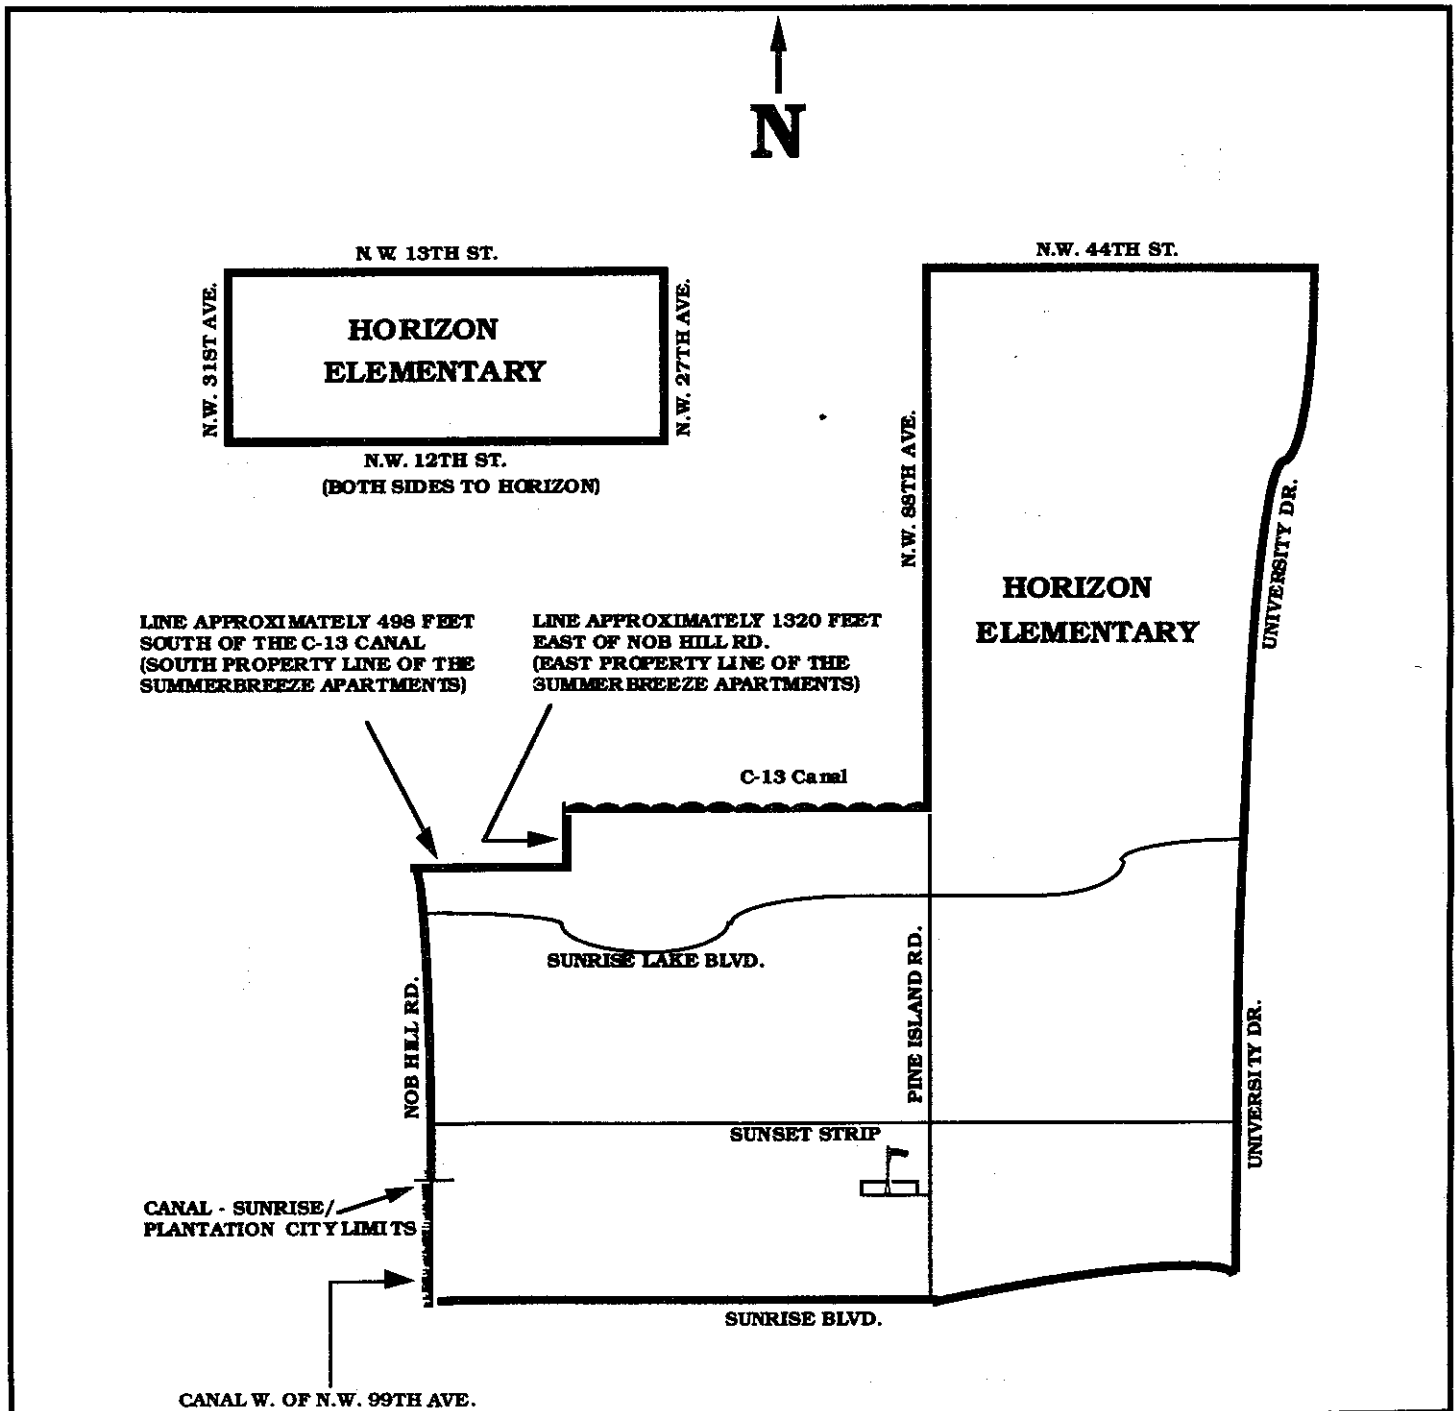 N
N.W. 13TH ST.
N.W. 44TH ST.
N.W. 31ST AVE.
HORIZON
ELEMENTARY
N.W. 27TH AVE.
N.W. 12TH ST.
(BOTH SIDES TO HORIZON)
N.W. 88TH AVE.
UNIVERSITY DR.
HORIZON
ELEMENTARY
LINE APPROXIMATELY 498 FEET
SOUTH OF THE C-13 CANAL
(SOUTH PROPERTY LINE OF THE
SUMMERBREEZE APARTMENTS)
LINE APPROXIMATELY 1320 FEET
EAST OF NOB HILL RD.
(EAST PROPERTY LINE OF THE
SUMMERBREEZE APARTMENTS)
C-13 Canal
SUNRISE LAKE BLVD.
NOB HILL RD.
PINE ISLAND RD.
UNIVERSITY DR.
SUNSET STRIP
CANAL - SUNRISE/
PLANTATION CITY LIMITS
SUNRISE BLVD.
CANAL W. OF N.W. 99TH AVE.